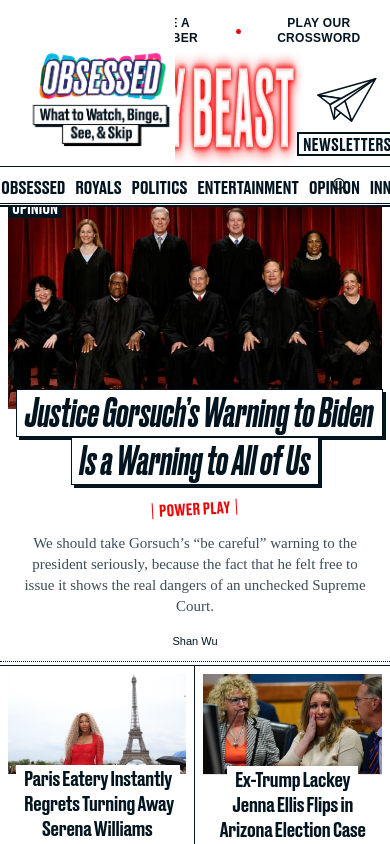 E A
BER
PLAY OUR
CROSSWORD
OBSESSED
What to Watch, Binge,
See, & Skip
Y BEAST
NEWSLETTERS
OBSESSED ROYALS POLITICS ENTERTAINMENT OPINION INN
OPINION
Justice Gorsuch’s Warning to Biden
Is a Warning to All of Us
POWER PLAY
We should take Gorsuch’s “be careful” warning to the
president seriously, because the fact that he felt free to
issue it shows the real dangers of an unchecked Supreme
Court.
Shan Wu
Paris Eatery Instantly
Regrets Turning Away
Serena Williams
Ex-Trump Lackey
Jenna Ellis Flips in
Arizona Election Case